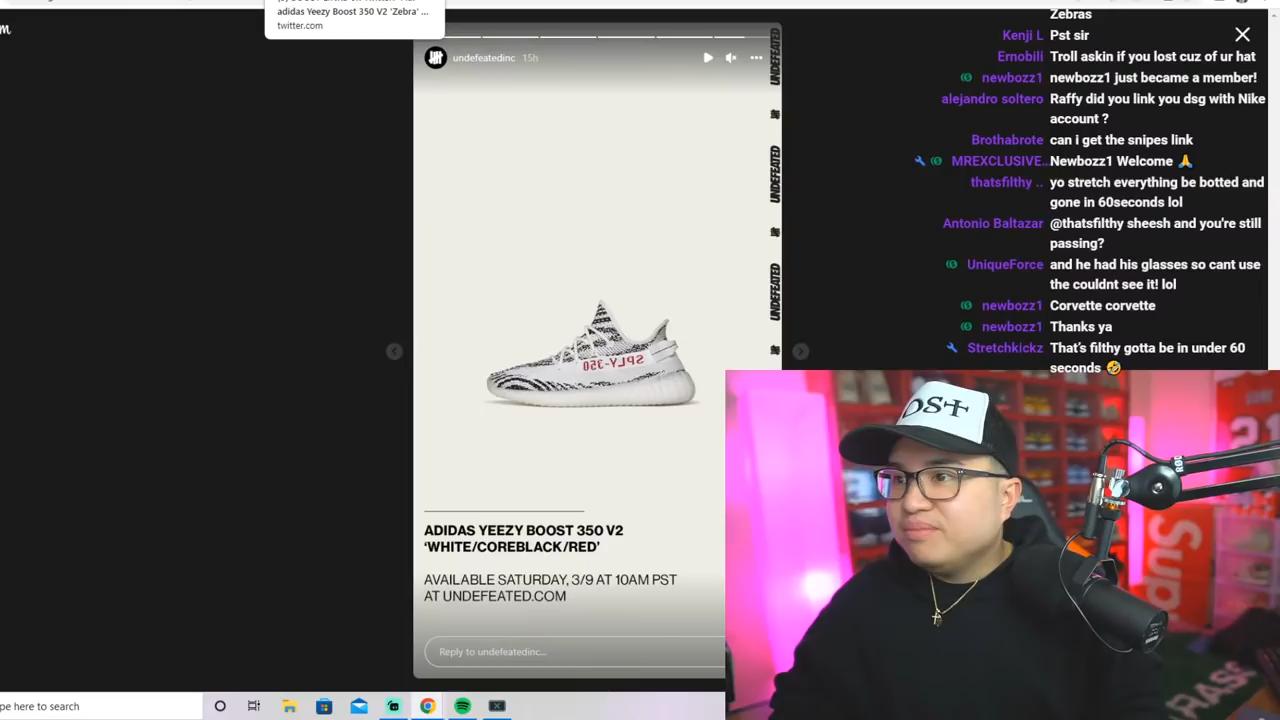 adidas Yeezy Boost 350 V2 'Zebra' ...
twitter.com
undefeatedinc 15h
UNDEFEATED
UNDEFEATED
UNDEFEATED
SPLY-350
ADIDAS YEEZY BOOST 350 V2
‘WHITE/COREBLACK/RED’
AVAILABLE SATURDAY, 3/9 AT 10AM PST
AT UNDEFEATED.COM
Reply to undefeatedinc...
Zebras
Kenji L Pst sir
Ernobili Troll askin if you lost cuz of ur hat
newbozz1 newbozz1 just became a member!
alejandro soltero Raffy did you link you dsg with Nike
account ?
Brothabrote can i get the snipes link
MREXCLUSIVE.. Newbozz1 Welcome 🙏
thatsfilthy .. yo stretch everything be botted and
gone in 60seconds lol
Antonio Baltazar @thatsfilthy sheesh and you're still
passing?
UniqueForce and he had his glasses so cant use
the couldnt see it! lol
newbozz1 Corvette corvette
newbozz1 Thanks ya
Stretchkickz That's filthy gotta be in under 60
seconds 🤣
RØD
21
Sup
pe here to search